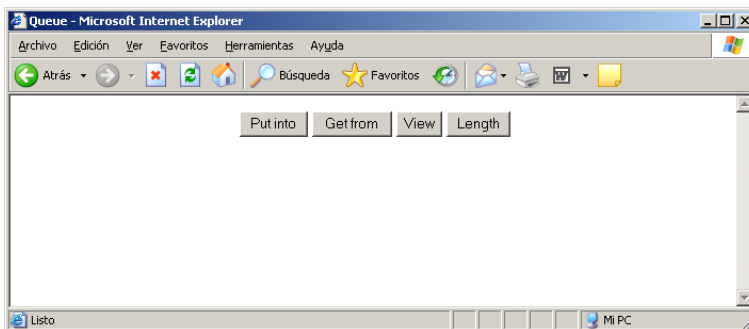 Queue - Microsoft Internet Explorer
Archivo Edición Ver Favoritos Herramientas Ayuda
Atrás Búsqueda Favoritos W
Put into Get from View Length
Listo Mi PC